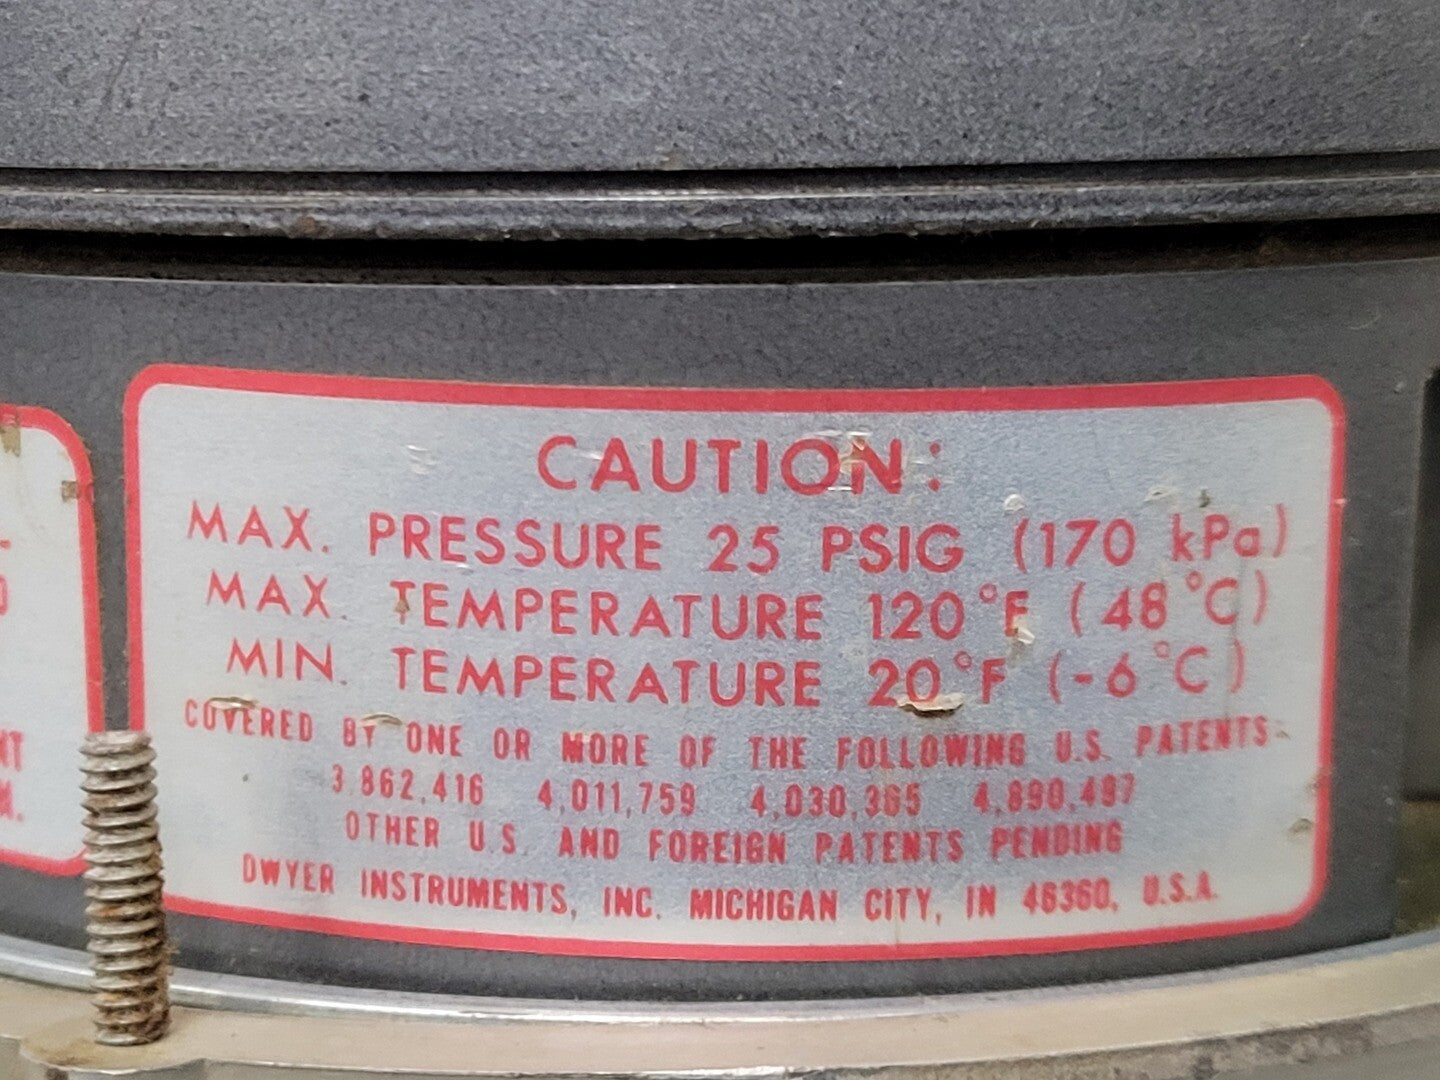 CAUTION:
MAX. PRESSURE 25 PSIG (170 kPa)
MAX. TEMPERATURE 120°F (48°C)
MIN. TEMPERATURE 20°F (-6°C)
COVERED BY ONE OR MORE OF THE FOLLOWING U.S. PATENTS
3,862,416 4,011,759 4,030,365 4,890,497
OTHER U.S. AND FOREIGN PATENTS PENDING
DWYER INSTRUMENTS, INC. MICHIGAN CITY, IN 46360, U.S.A.